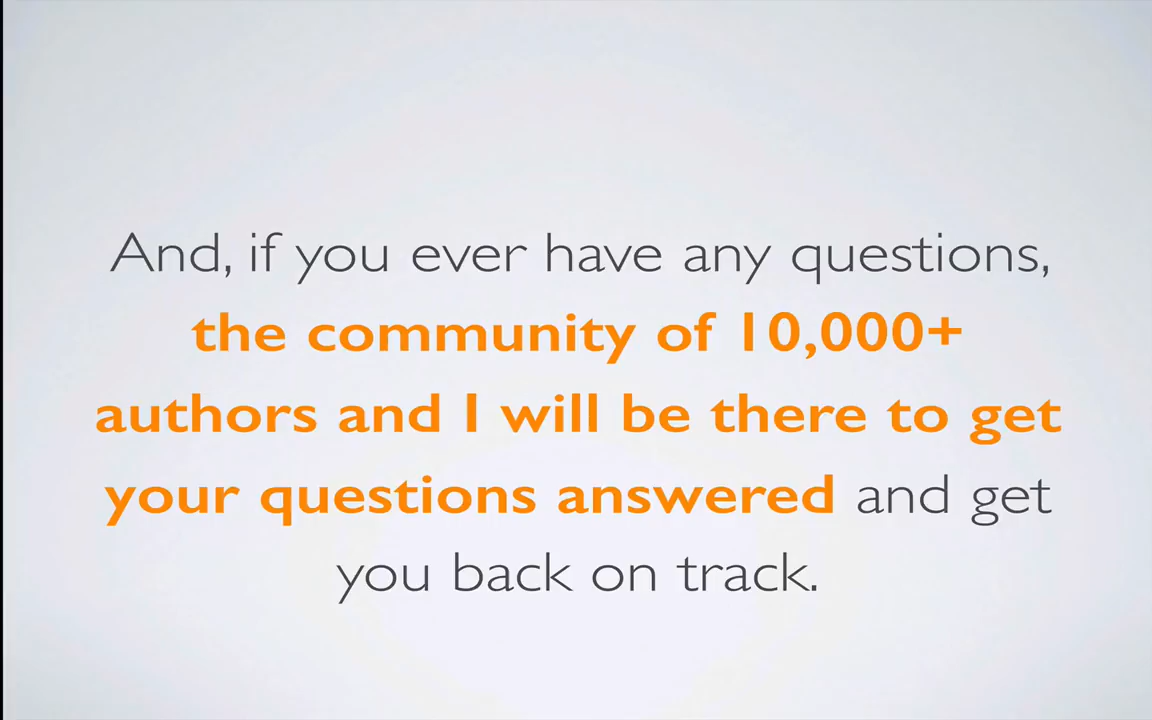 And, if you ever have any questions,
the community of 10,000+
authors and I will be there to get
your questions answered and get
you back on track.